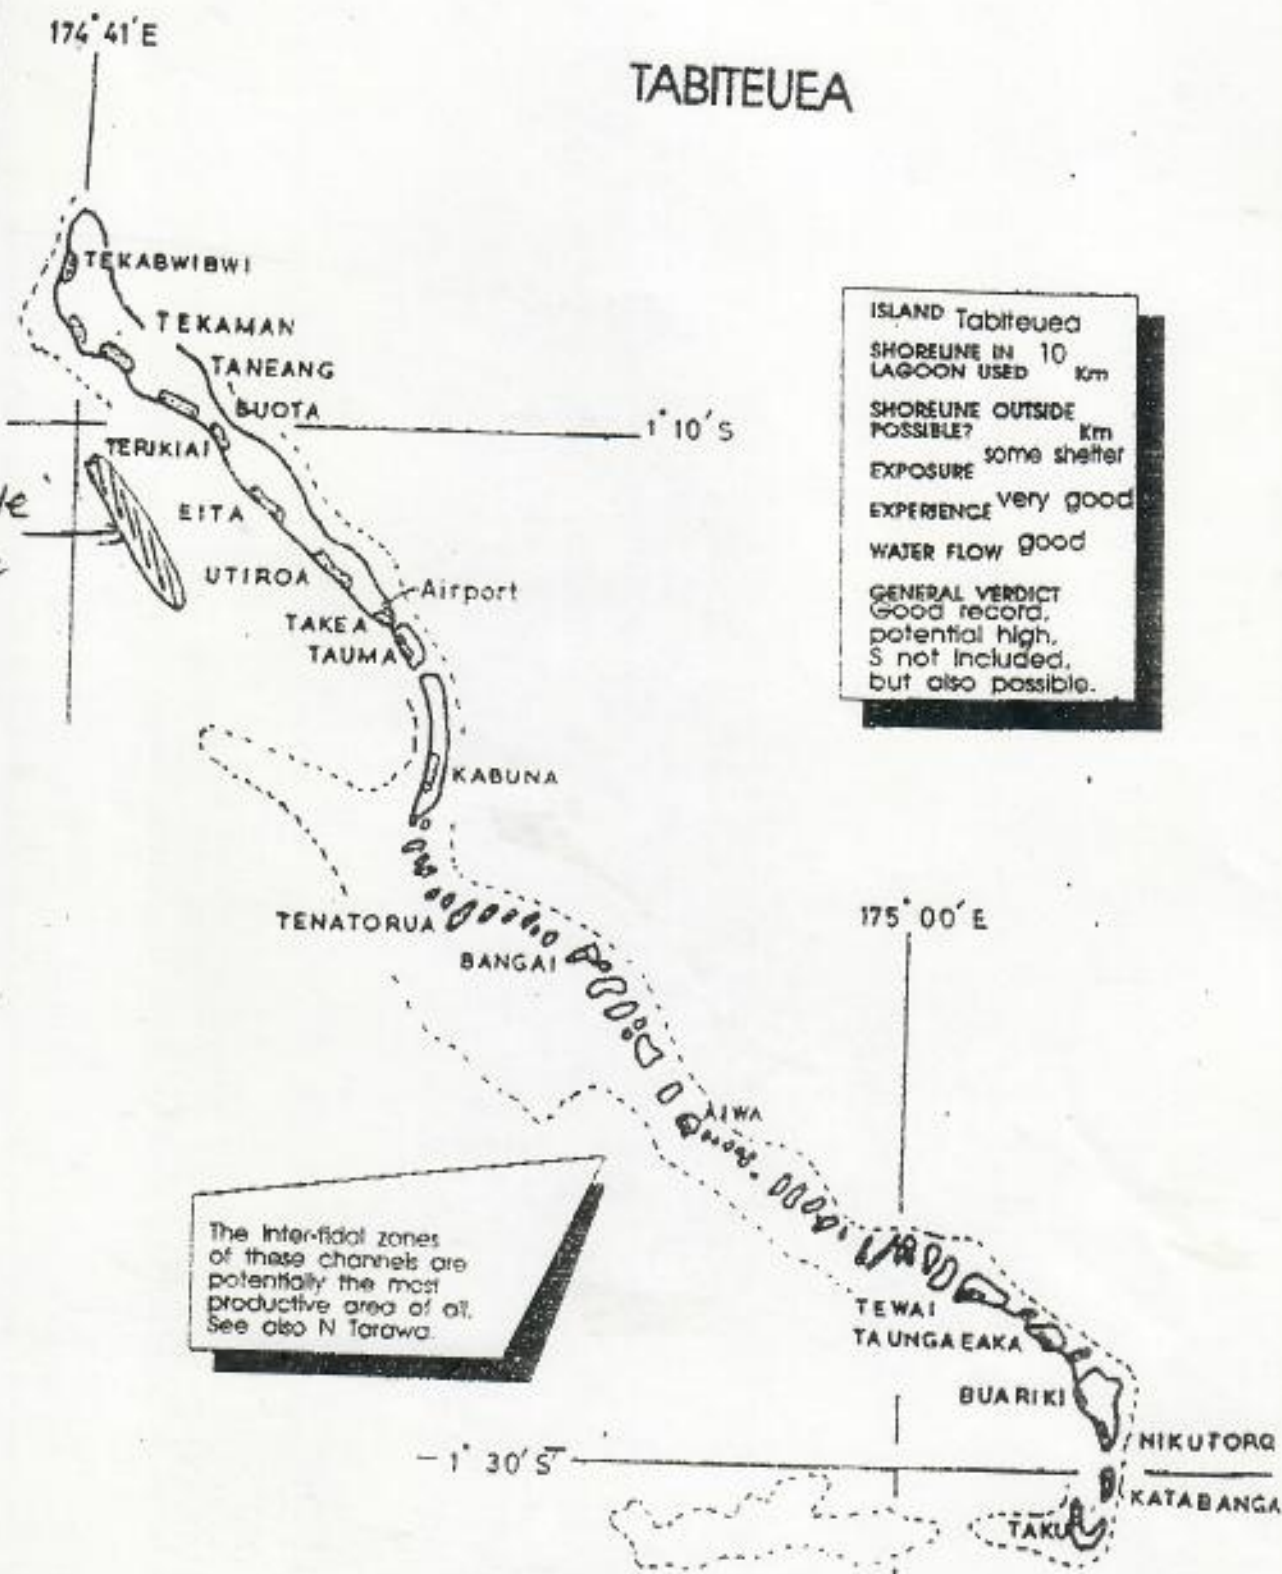 174°41'E
TABITEUEA
TEKABWIBWI
TEKAMAN
TANEANG
BUOTA
1°10'S
TERIKIAI
EITA
UTIROA
Airport
TAKEA
TAUMA
KABUNA
ISLAND Tabiteuea
SHORELINE IN 10
LAGOON USED Km
SHORELINE OUTSIDE
POSSIBLE? Km
EXPOSURE some shelter
EXPERIENCE very good
WATER FLOW good
GENERAL VERDICT
Good record,
potential high,
S not included,
but also possible.
TENATORUA
BANGAI
175°00'E
AIWA
The Inter-tidal zones
of these channels are
potentially the most
productive area of all.
See also N Tarawa.
TEWAI
TAUNGAEAKA
BUARIKI
1°30'S
NIKUTORO
KATABANGA
TAKU